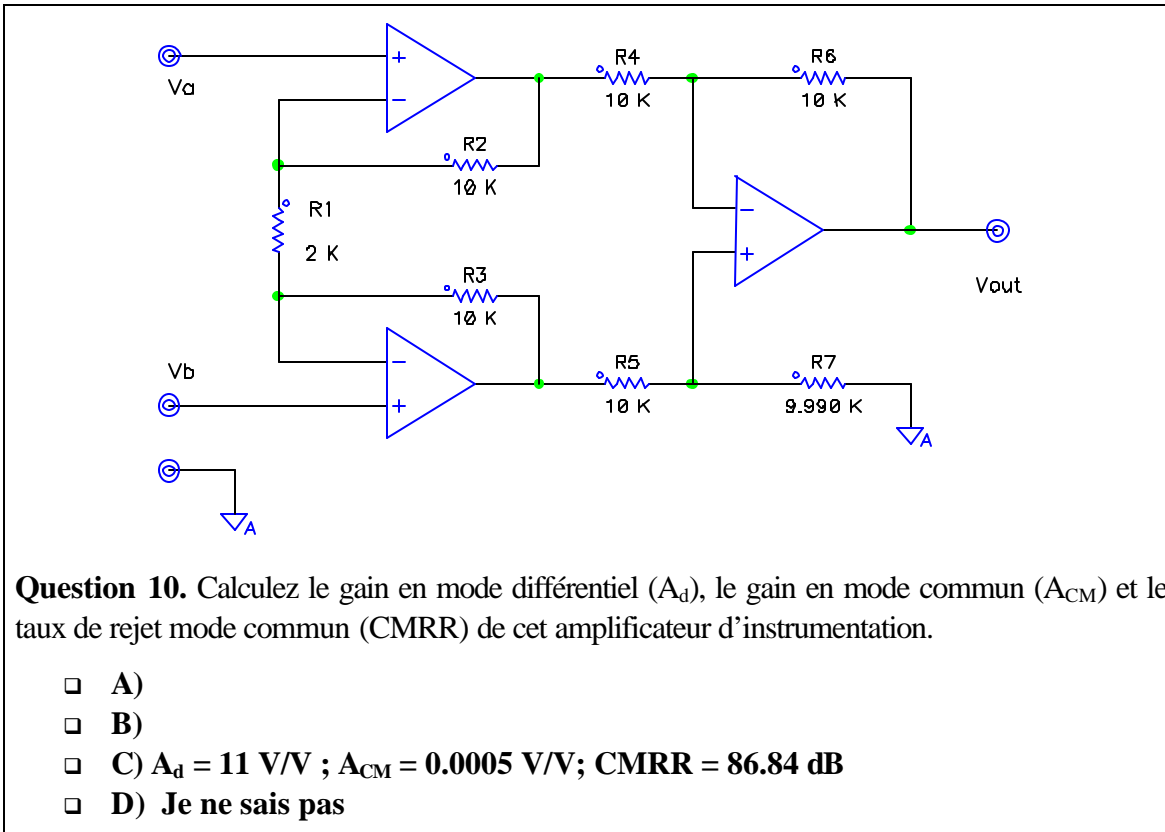 R4
R6
Va
10 K
10 K
R2
10 K
R1
2 K
Vout
R3
10 K
Vb
R5
R7
10 K
9.990 K
A
A
Question 10. Calculez le gain en mode différentiel (Ad), le gain en mode commun (ACM) et le
taux de rejet mode commun (CMRR) de cet amplificateur d'instrumentation.
A)
B)
C) Ad = 11 V/V ; ACM = 0.0005 V/V; CMRR = 86.84 dB
D) Je ne sais pas